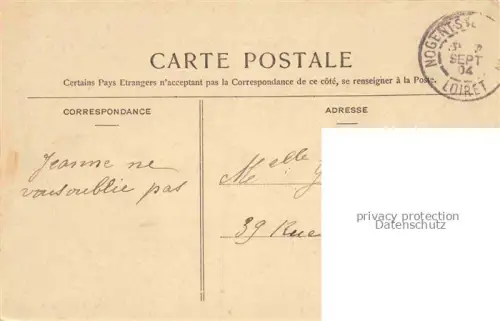 CARTE POSTALE
Certains Pays Etrangers n'acceptant pas la Correspondance de ce côté, se renseigner à la Poste.
NOGENT-S
SEPT
04
LOIRET
CORRESPONDANCE
ADRESSE
Jeanne ne
vous oublie pas
Melle
39 Rue
privacy protection
Datenschutz